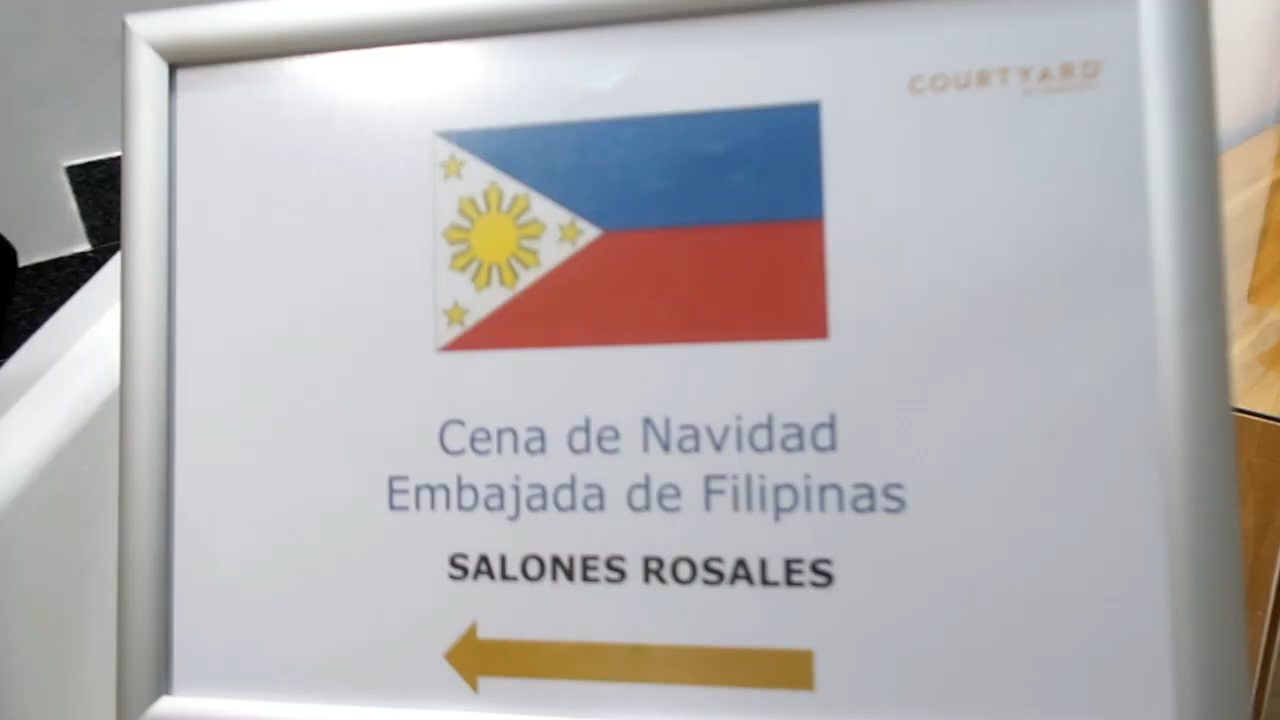 COURTYARD
Cena de Navidad
Embajada de Filipinas
SALONES ROSALES